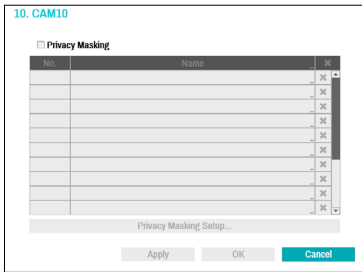 10. CAM10
Privacy Masking
No. Name
Privacy Masking Setup...
Apply OK Cancel